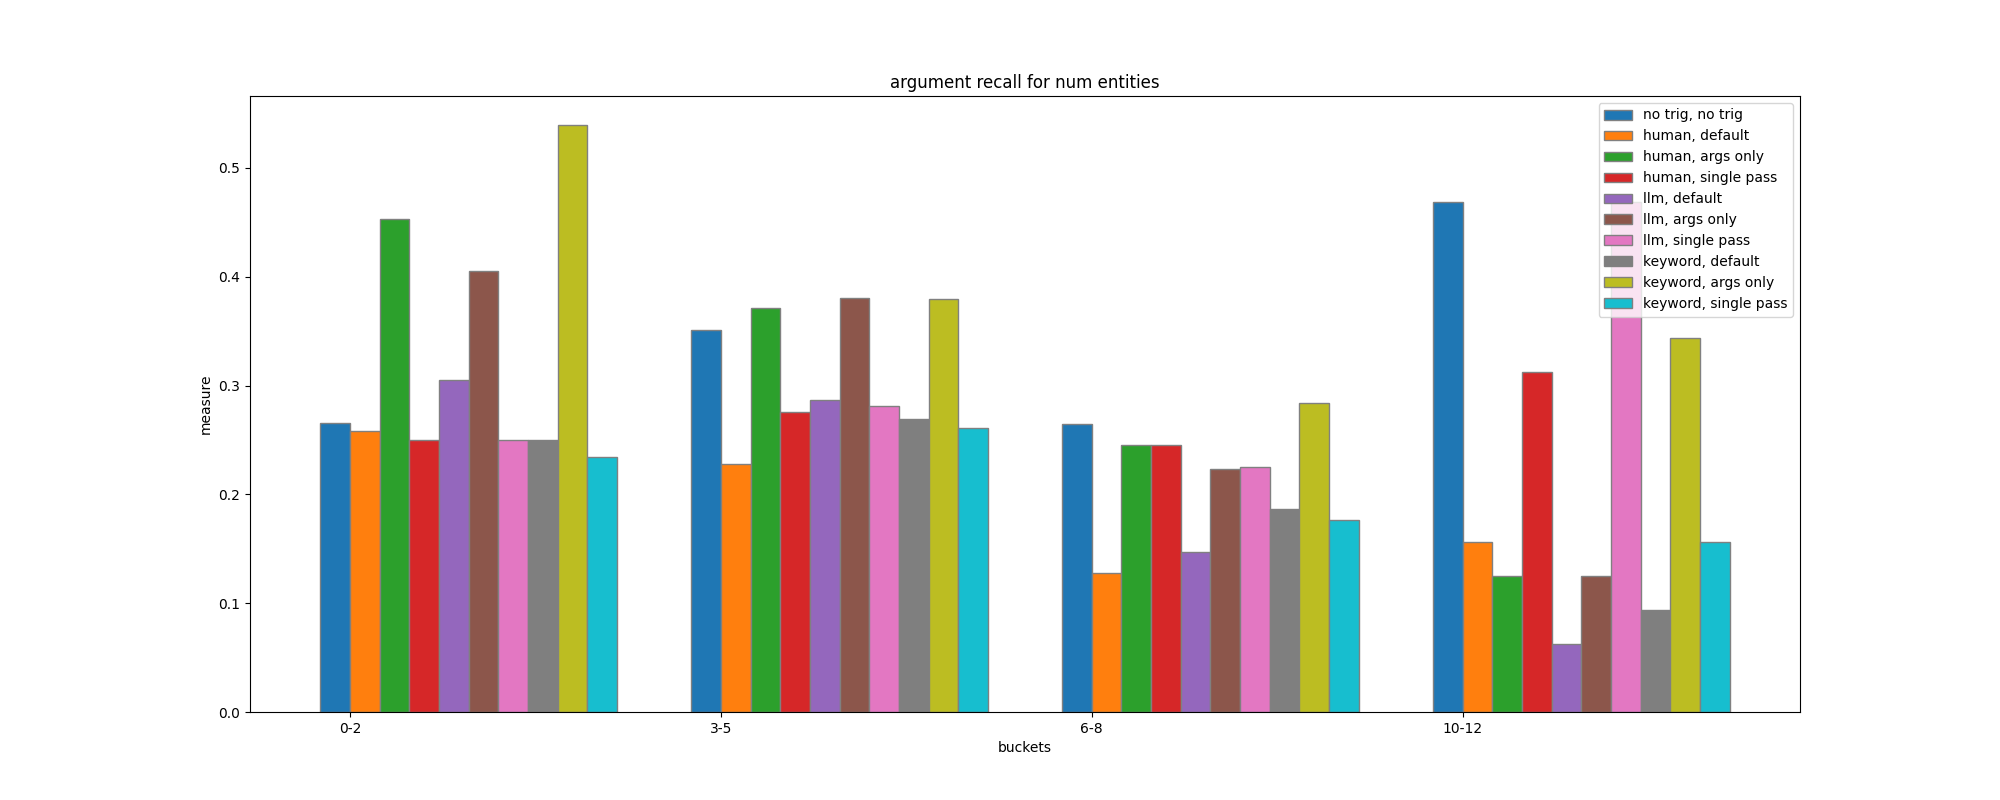 argument recall for num entities
0.5
0.4
0.3
0.2
0.1
0.0
measure
no trig, no trig
human, default
human, args only
human, single pass
llm, default
llm, args only
llm, single pass
keyword, default
keyword, args only
keyword, single pass
0-2 3-5 6-8 10-12
buckets